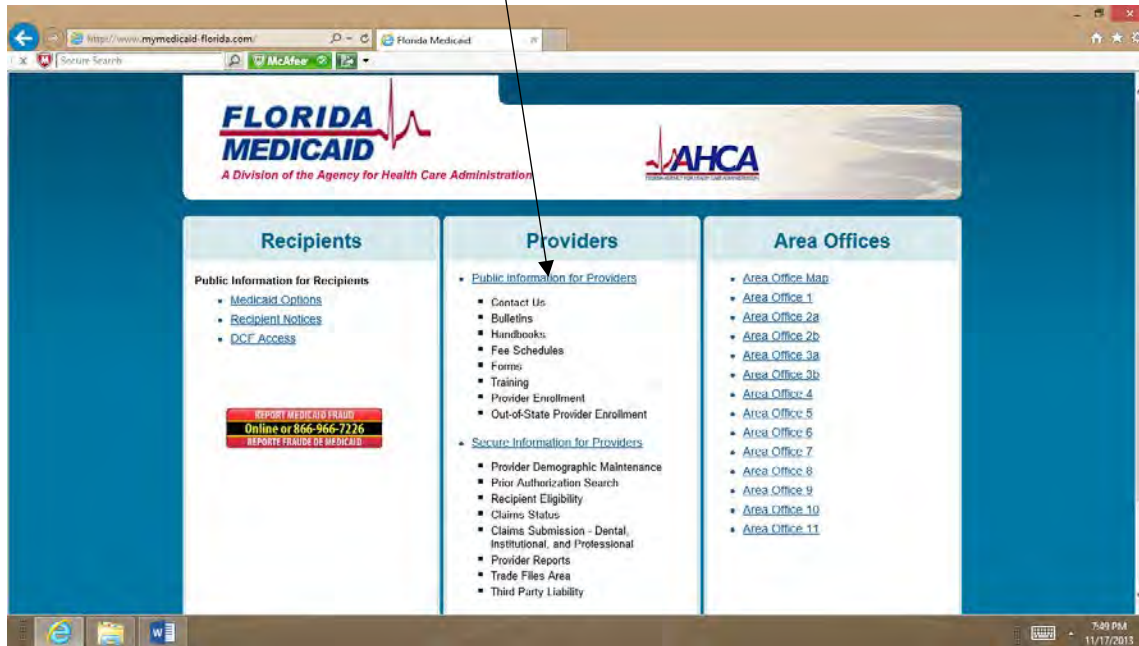 http://www.mymedicaid-florida.com/
Florida Medicaid
Secure Search
McAfee
FLORIDA
MEDICAID
A Division of the Agency for Health Care Administration
AHCA
Recipients
Public Information for Recipients
Medicaid Options
Recipient Notices
DCF Access
REPORT MEDICAID FRAUD
Online or 866-966-7226
REPORTE FRAUDE DE MEDICAID
Providers
Public Information for Providers
Contact Us
Bulletins
Handbooks
Fee Schedules
Forms
Training
Provider Enrollment
Out-of-State Provider Enrollment
Secure Information for Providers
Provider Demographic Maintenance
Prior Authorization Search
Recipient Eligibility
Claims Status
Claims Submission - Dental,
Institutional, and Professional
Provider Reports
Trade Files Area
Third Party Liability
Area Offices
Area Office Map
Area Office 1
Area Office 2a
Area Office 2b
Area Office 3a
Area Office 3b
Area Office 4
Area Office 5
Area Office 6
Area Office 7
Area Office 8
Area Office 9
Area Office 10
Area Office 11
7:49 PM
11/17/2013